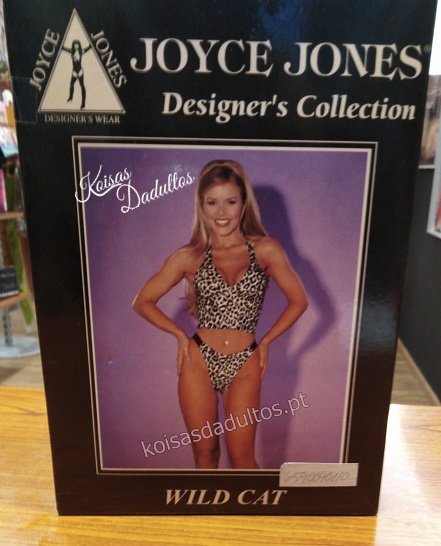 JOYCE JONES
DESIGNER'S WEAR
JOYCE JONES®
Designer's Collection
Koisas
Dadultos
koisasdadultos.pt
WILD CAT